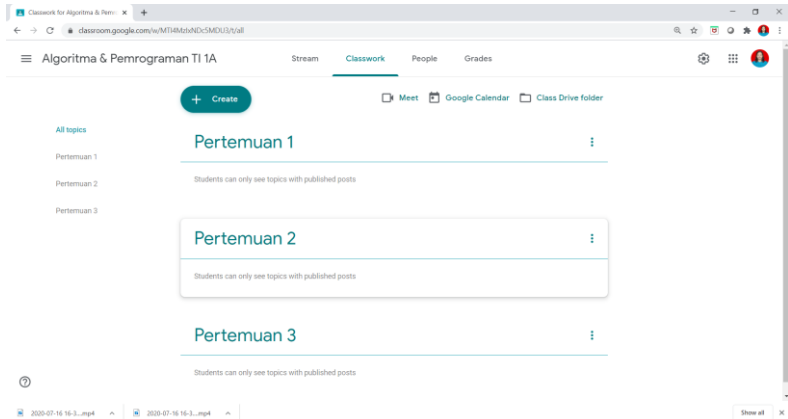 Classwork for Algoritma & Pemr
classroom.google.com/w/MTI4MzIxNDc5MDU3/t/all
Algoritma & Pemrograman TI 1A
Stream Classwork People Grades
+ Create
Meet Google Calendar Class Drive folder
All topics
Pertemuan 1
Pertemuan 2
Pertemuan 3
Pertemuan 1
Students can only see topics with published posts
Pertemuan 2
Students can only see topics with published posts
Pertemuan 3
Students can only see topics with published posts
2020-07-16 16-3....mp4 2020-07-16 16-3....mp4 Show all